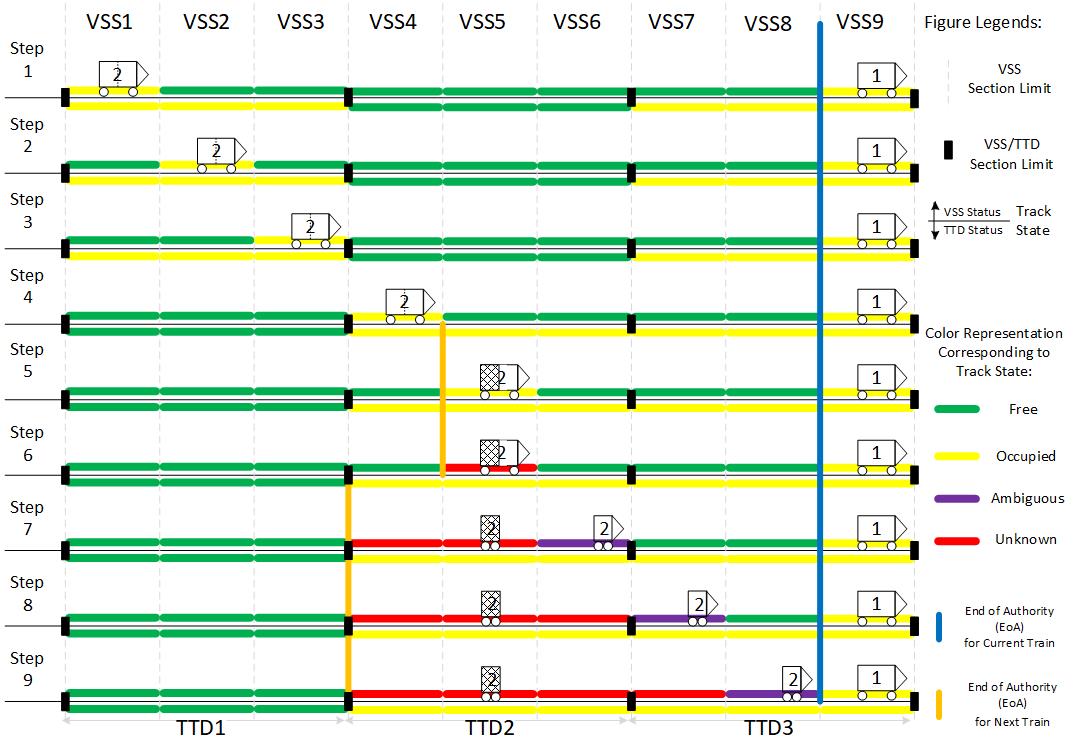 VSS1 VSS2 VSS3 VSS4 VSS5 VSS6 VSS7 VSS8 VSS9 Figure Legends:
Step
1
2
1
VSS
Section Limit
Step
2
2
1
VSS/TTD
Section Limit
Step
3
2
1
VSS Status
TTD Status
Track
State
Step
4
2
1
Color Representation
Corresponding to
Track State:
Step
5
2
1
Free
Step
6
2
1
Occupied
Ambiguous
Step
7
2
2
1
Unknown
Step
8
2
2
1
End of Authority
(EoA)
for Current Train
Step
9
2
2
1
End of Authority
(EoA)
for Next Train
TTD1 TTD2 TTD3